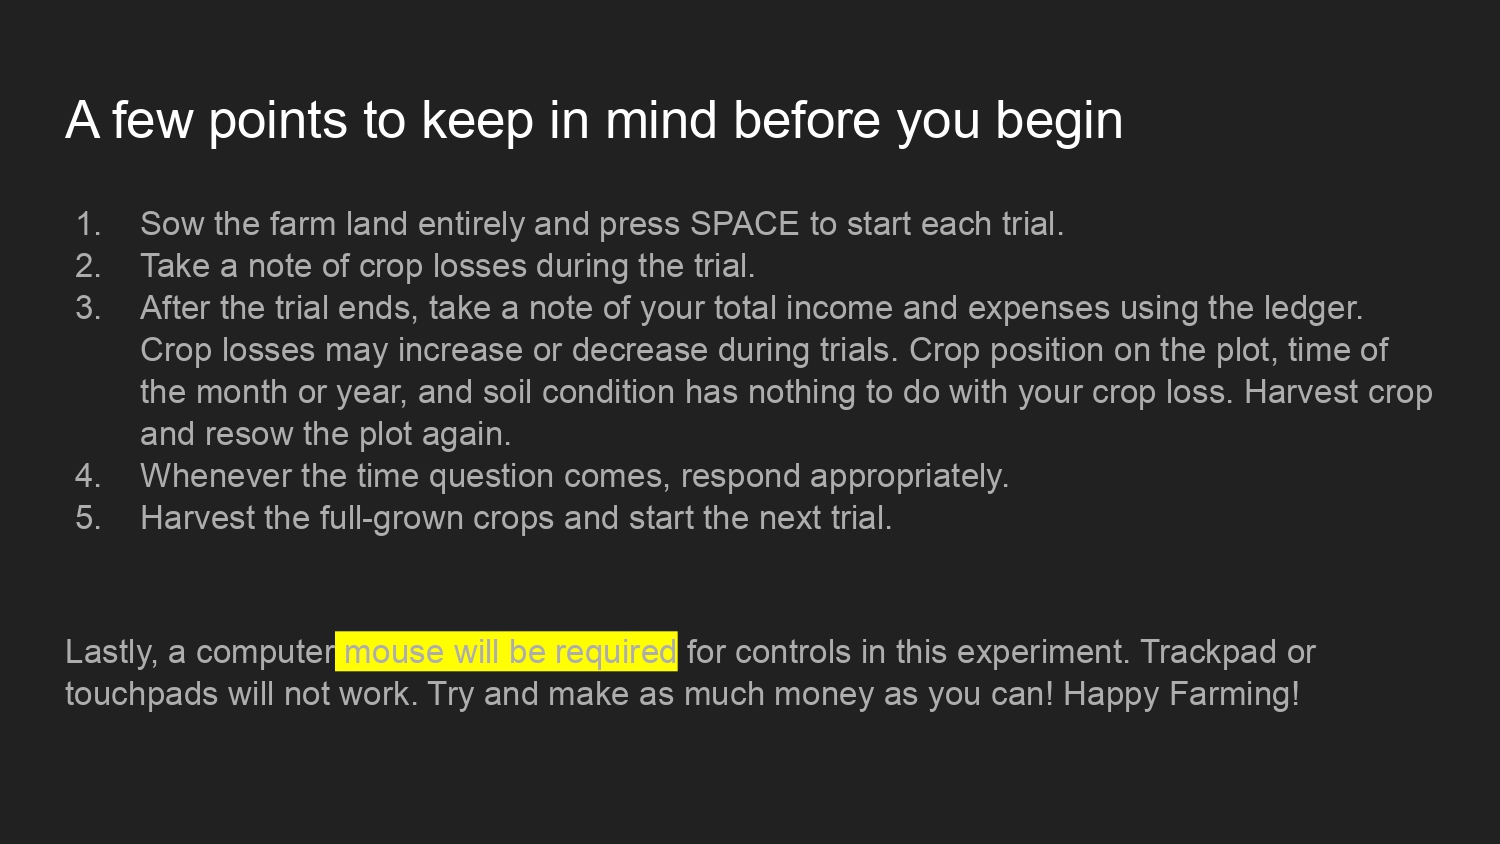 A few points to keep in mind before you begin
1. Sow the farm land entirely and press SPACE to start each trial.
2. Take a note of crop losses during the trial.
3. After the trial ends, take a note of your total income and expenses using the ledger.
Crop losses may increase or decrease during trials. Crop position on the plot, time of
the month or year, and soil condition has nothing to do with your crop loss. Harvest crop
and resow the plot again.
4. Whenever the time question comes, respond appropriately.
5. Harvest the full-grown crops and start the next trial.
Lastly, a computer mouse will be required for controls in this experiment. Trackpad or
touchpads will not work. Try and make as much money as you can! Happy Farming!